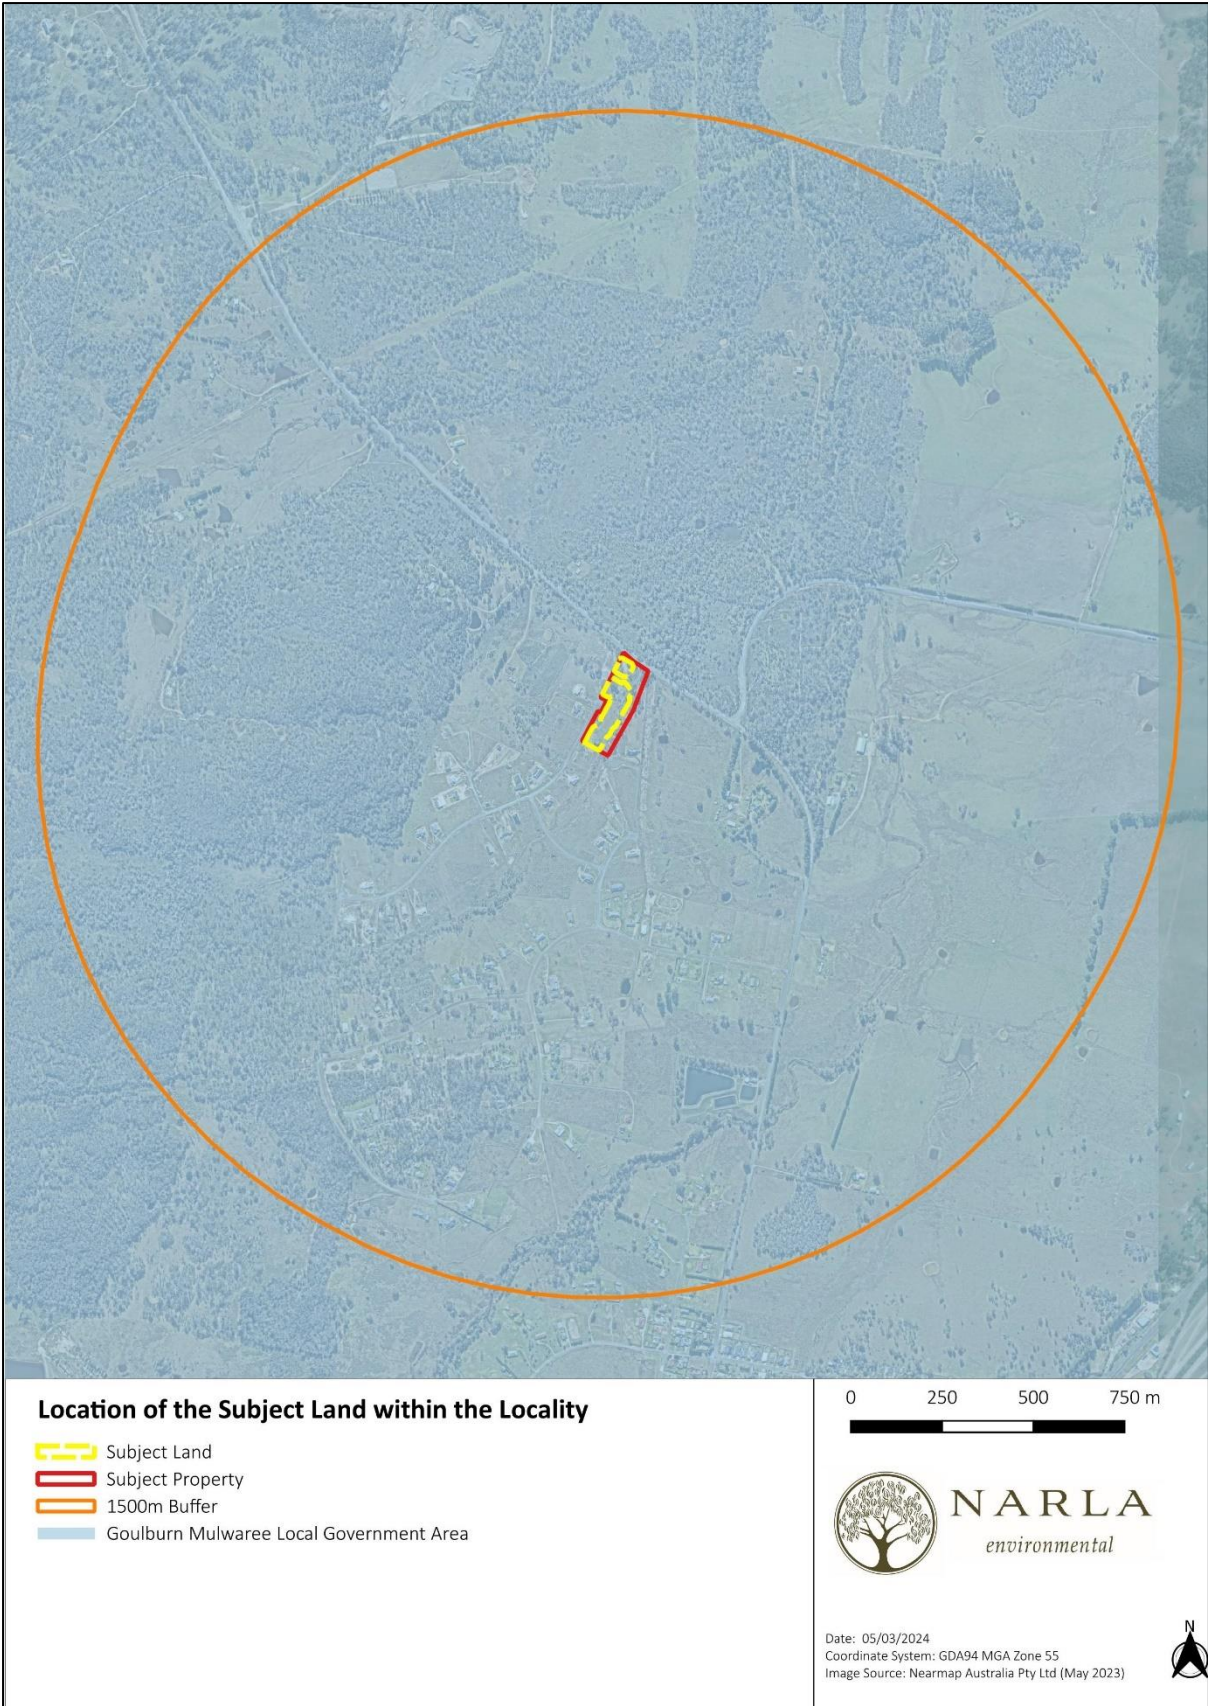 Location of the Subject Land within the Locality
Subject Land
Subject Property
1500m Buffer
Goulburn Mulwaree Local Government Area
0 250 500 750 m
NARLA
environmental
N
Date: 05/03/2024
Coordinate System: GDA94 MGA Zone 55
Image Source: Nearmap Australia Pty Ltd (May 2023)